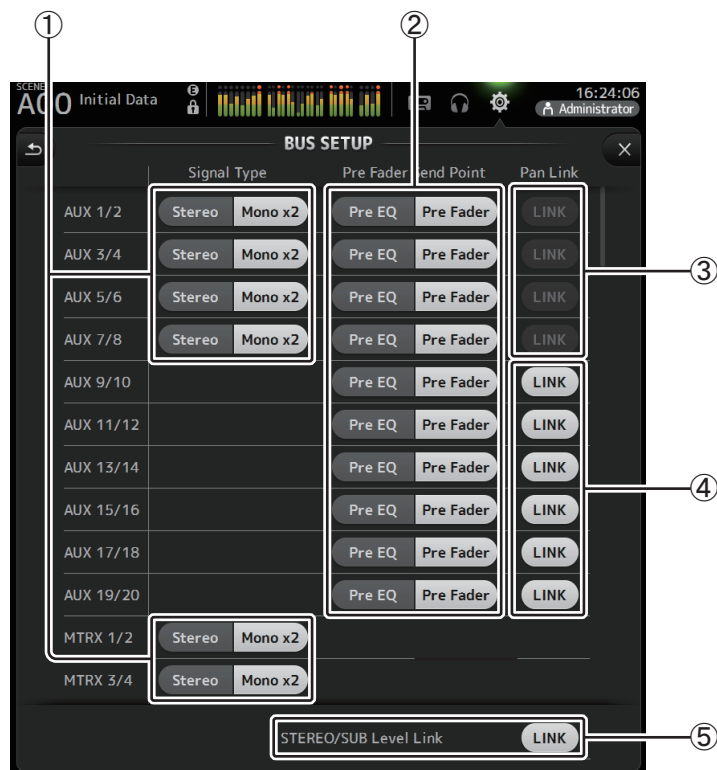 ① ②
SCENE
A00 Initial Data E 16:24:06
Administrator
BUS SETUP
Signal Type Pre Fader Send Point Pan Link
AUX 1/2 Stereo Mono x2 Pre EQ Pre Fader LINK
AUX 3/4 Stereo Mono x2 Pre EQ Pre Fader LINK
③
AUX 5/6 Stereo Mono x2 Pre EQ Pre Fader LINK
AUX 7/8 Stereo Mono x2 Pre EQ Pre Fader LINK
AUX 9/10 Pre EQ Pre Fader LINK
AUX 11/12 Pre EQ Pre Fader LINK
AUX 13/14 Pre EQ Pre Fader LINK
④
AUX 15/16 Pre EQ Pre Fader LINK
AUX 17/18 Pre EQ Pre Fader LINK
AUX 19/20 Pre EQ Pre Fader LINK
MTRX 1/2 Stereo Mono x2
MTRX 3/4 Stereo Mono x2
STEREO/SUB Level Link LINK ⑤